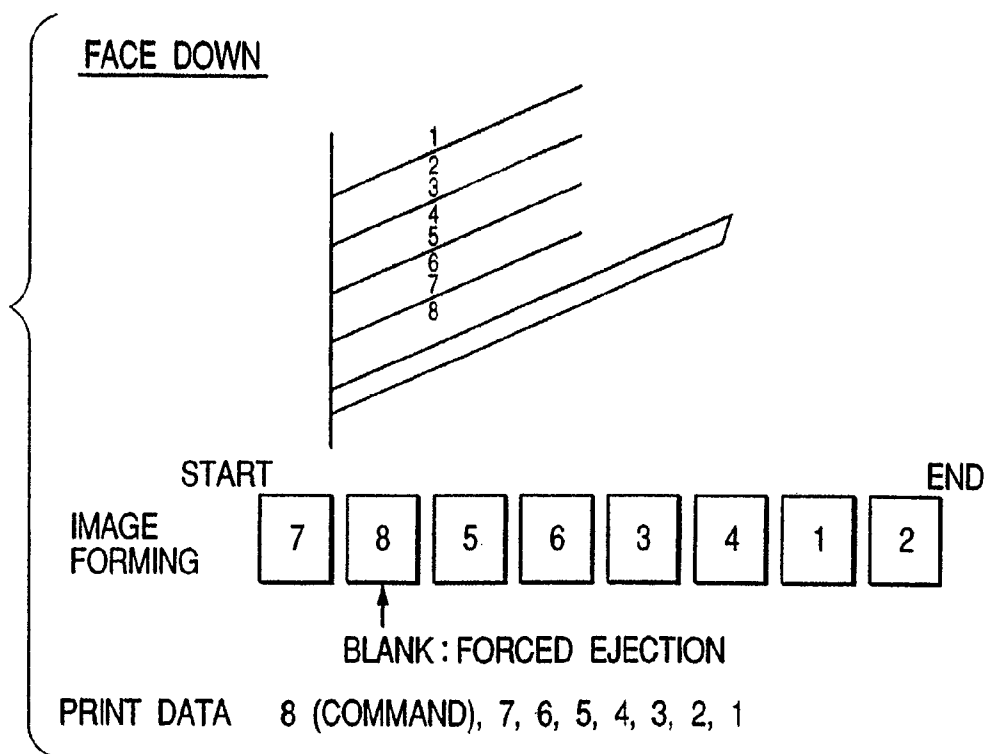 FACE DOWN
1
2
3
4
5
6
7
8
START END
IMAGE FORMING 7 8 5 6 3 4 1 2
BLANK : FORCED EJECTION
PRINT DATA 8 (COMMAND), 7, 6, 5, 4, 3, 2, 1